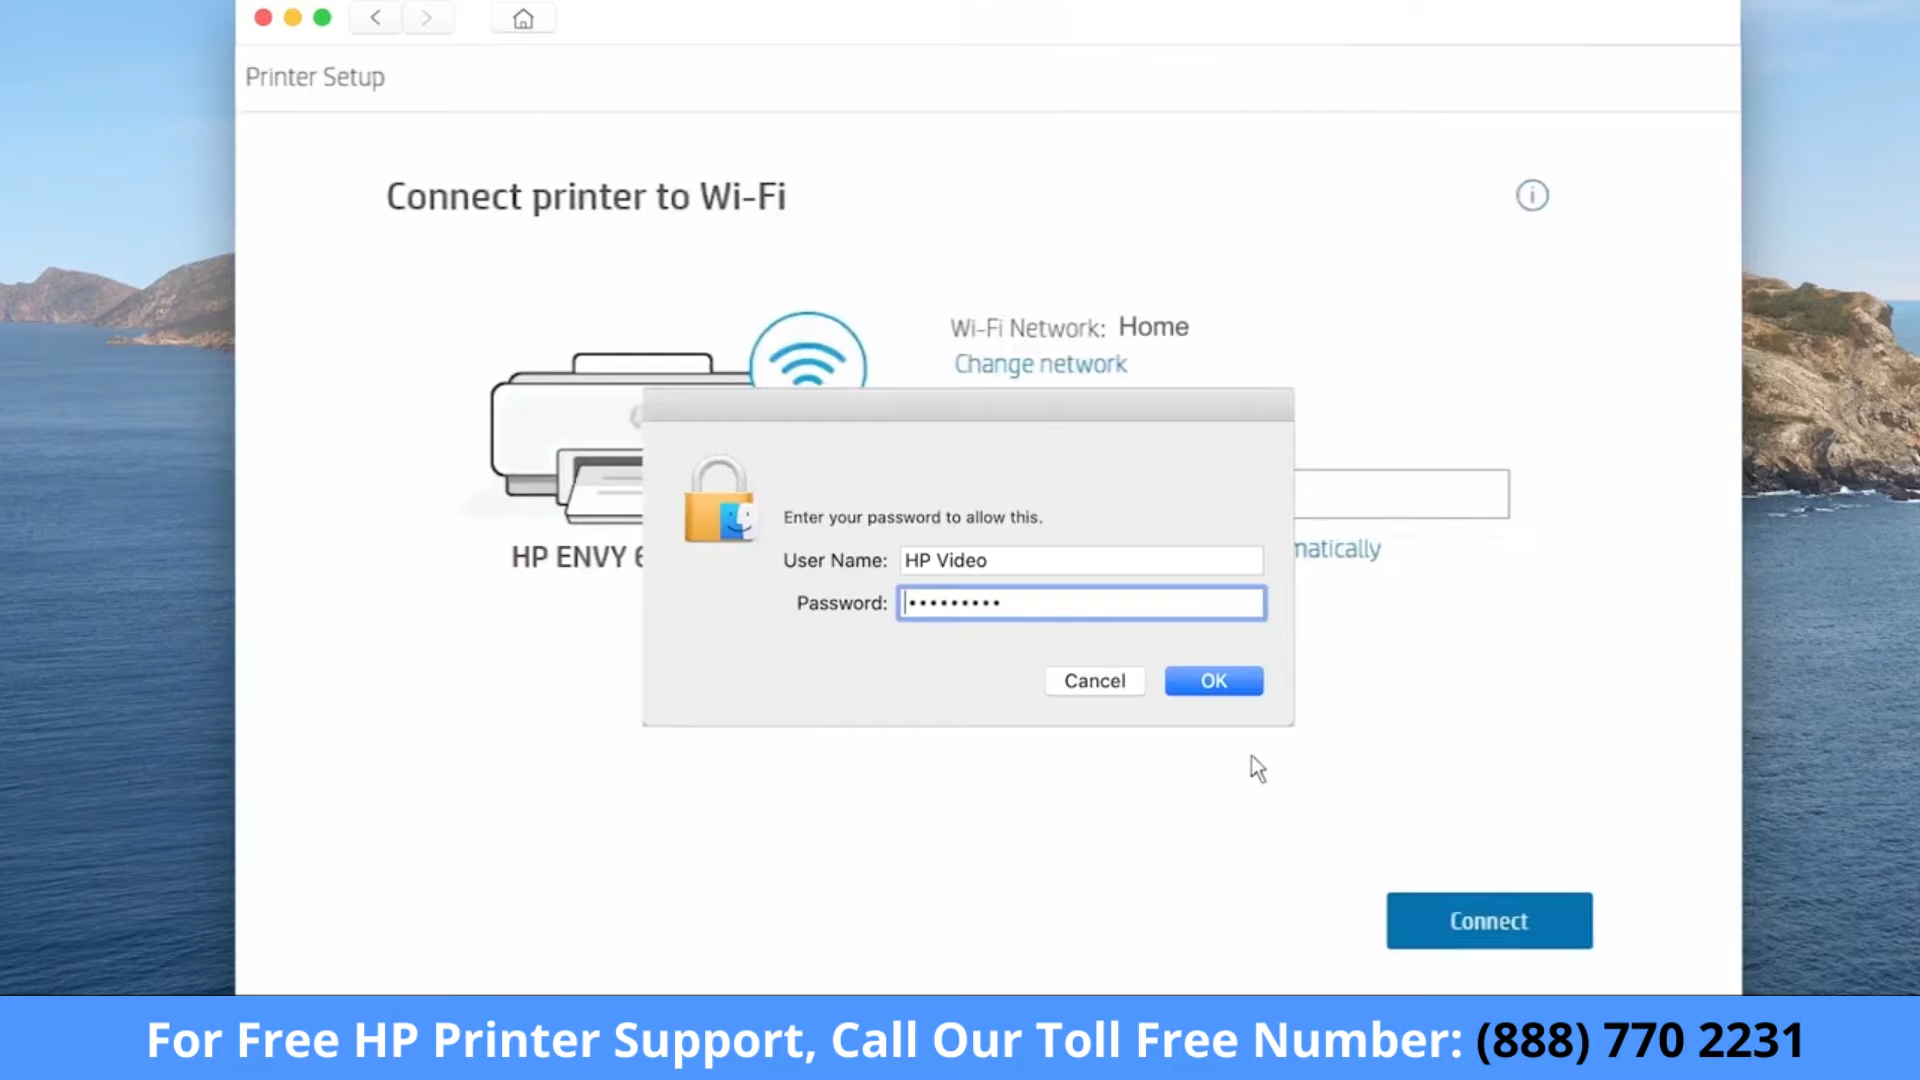 Printer Setup
Connect printer to Wi-Fi
Wi-Fi Network: Home
Change network
Enter your password to allow this.
User Name: HP Video
Password: •••••••••
HP ENVY
matically
Cancel
OK
Connect
For Free HP Printer Support, Call Our Toll Free Number: (888) 770 2231